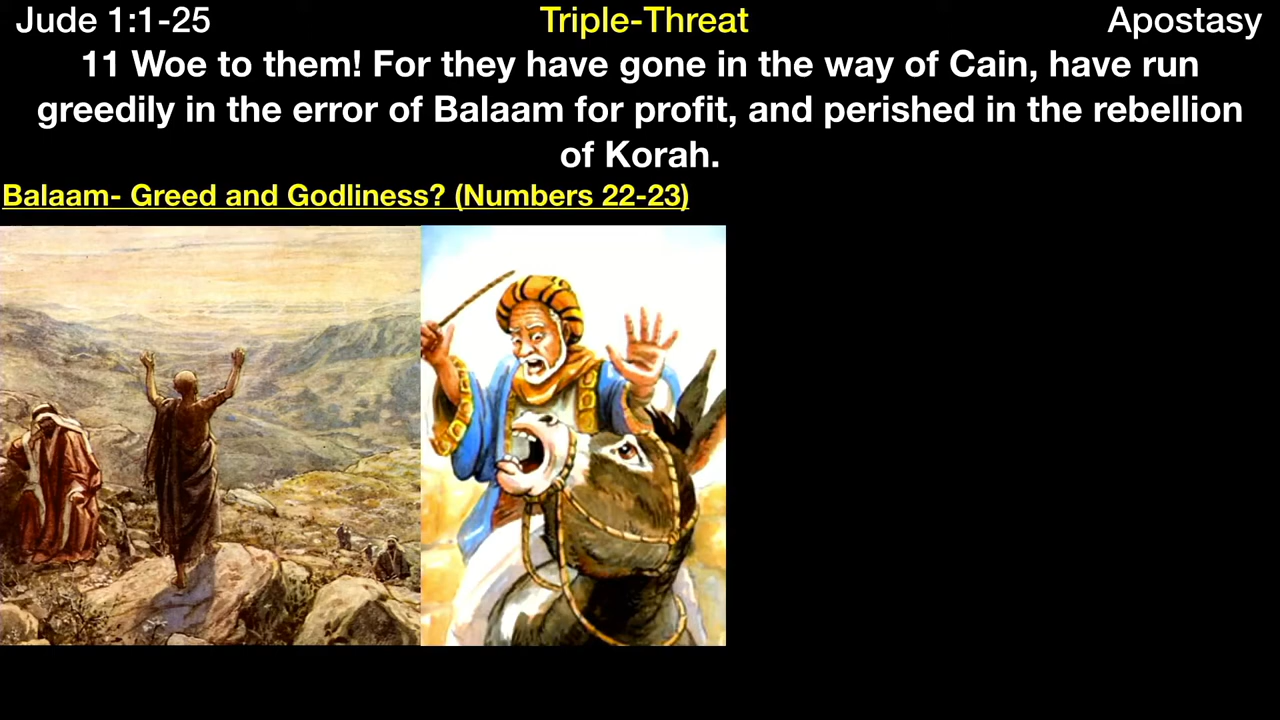 Jude 1:1-25 Triple-Threat Apostasy
11 Woe to them! For they have gone in the way of Cain, have run
greedily in the error of Balaam for profit, and perished in the rebellion
of Korah.
Balaam- Greed and Godliness? (Numbers 22-23)